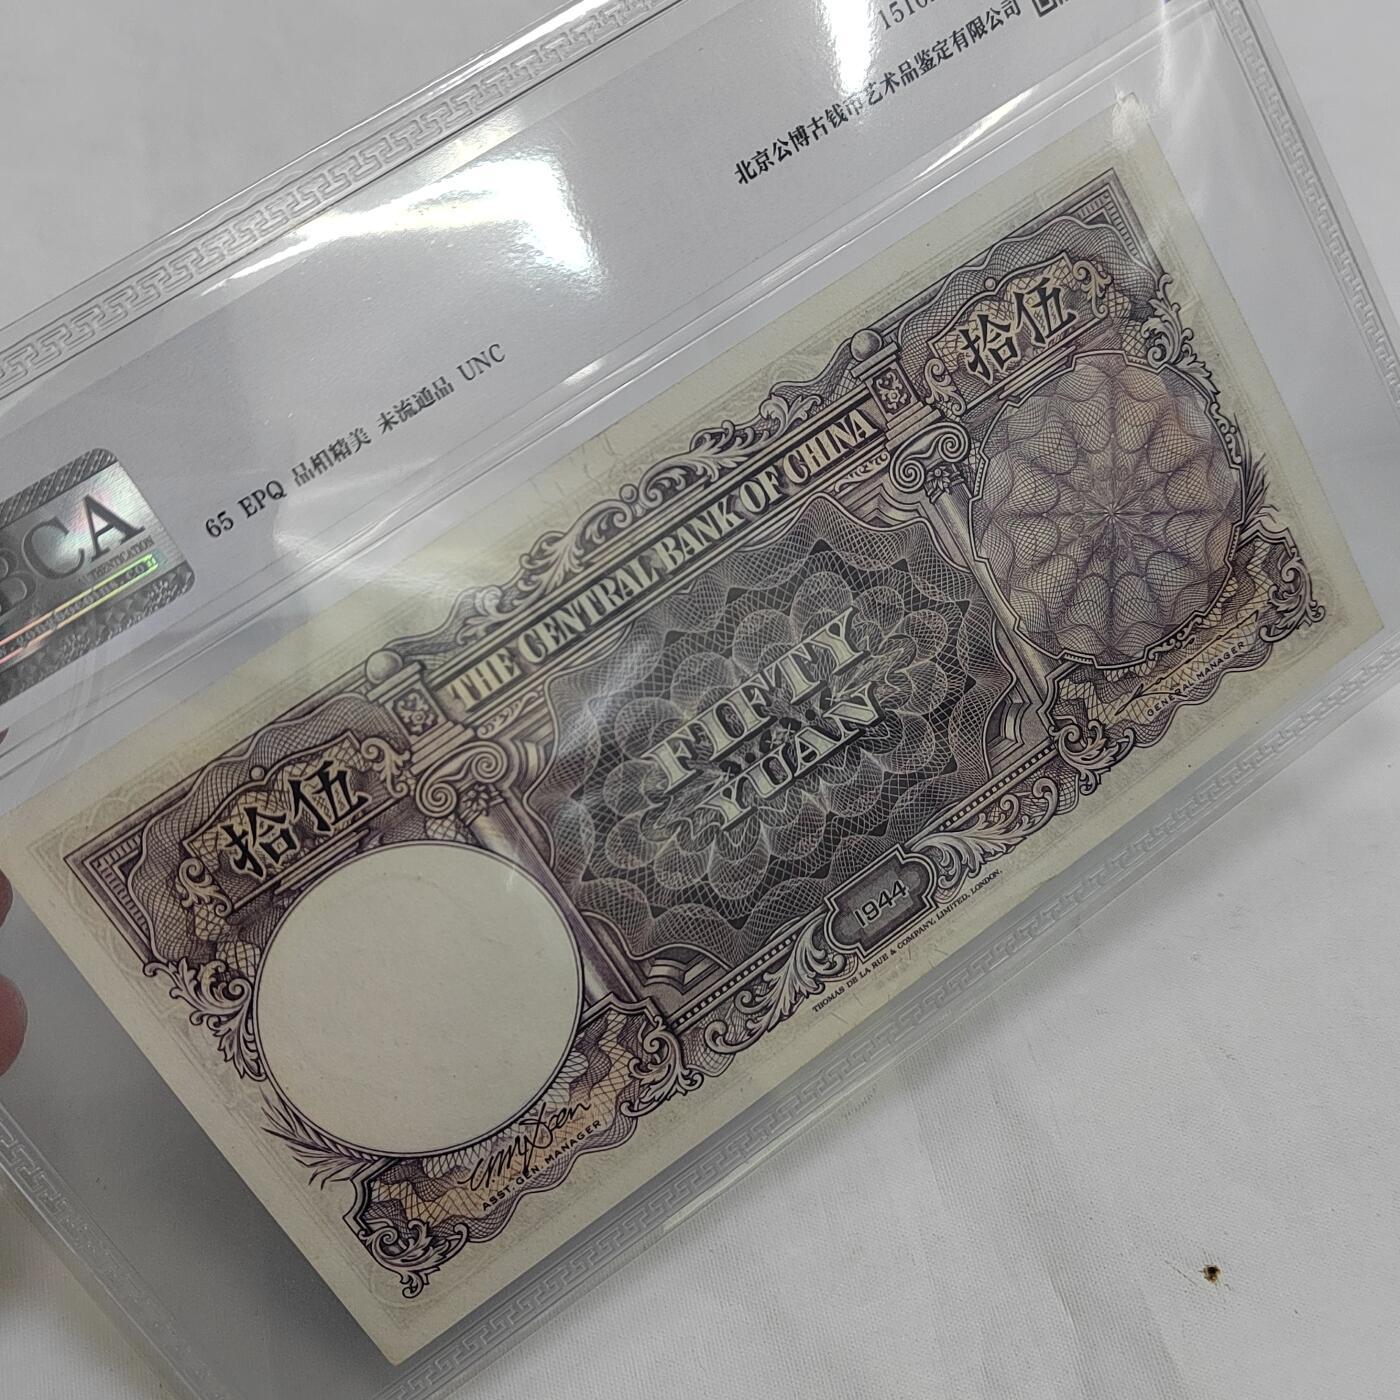 北京公博古钱币艺术品鉴定有限公司
65 EPQ 品相精美 未流通品 UNC
BCA
THE CENTRAL BANK OF CHINA
拾伍
拾伍
FIFTY
YUAN
1944
THOMAS DE LA RUE & COMPANY, LIMITED, LONDON.
GENERAL MANAGER
ASST. GEN. MANAGER